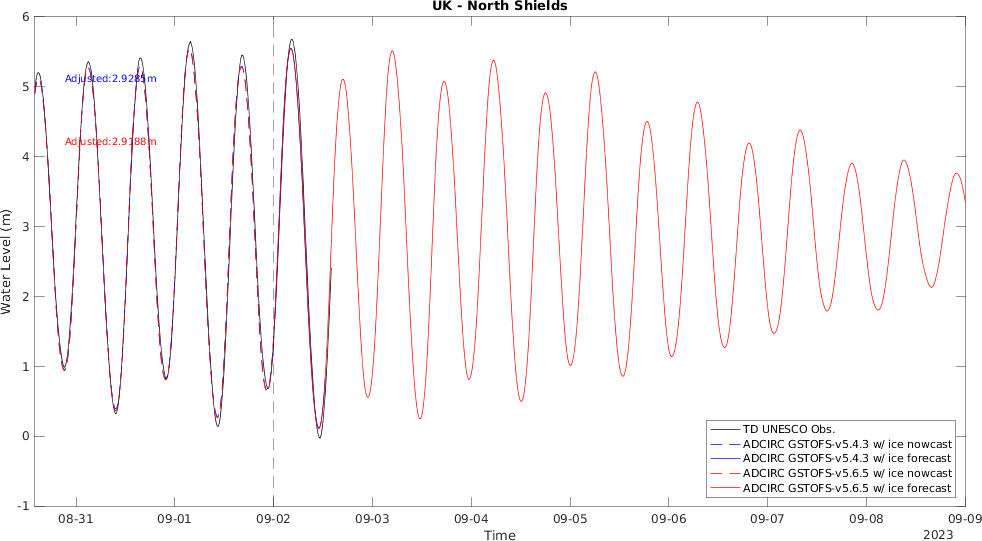 UK - North Shields
6
5
4
3
2
1
0
-1
Water Level (m)
Adjusted:2.9285m
Adjusted:2.9188m
TD UNESCO Obs.
ADCIRC GSTOFS-v5.4.3 w/ ice nowcast
ADCIRC GSTOFS-v5.4.3 w/ ice forecast
ADCIRC GSTOFS-v5.6.5 w/ ice nowcast
ADCIRC GSTOFS-v5.6.5 w/ ice forecast
08-31 09-01 09-02 09-03 09-04 09-05 09-06 09-07 09-08 09-09
Time
2023